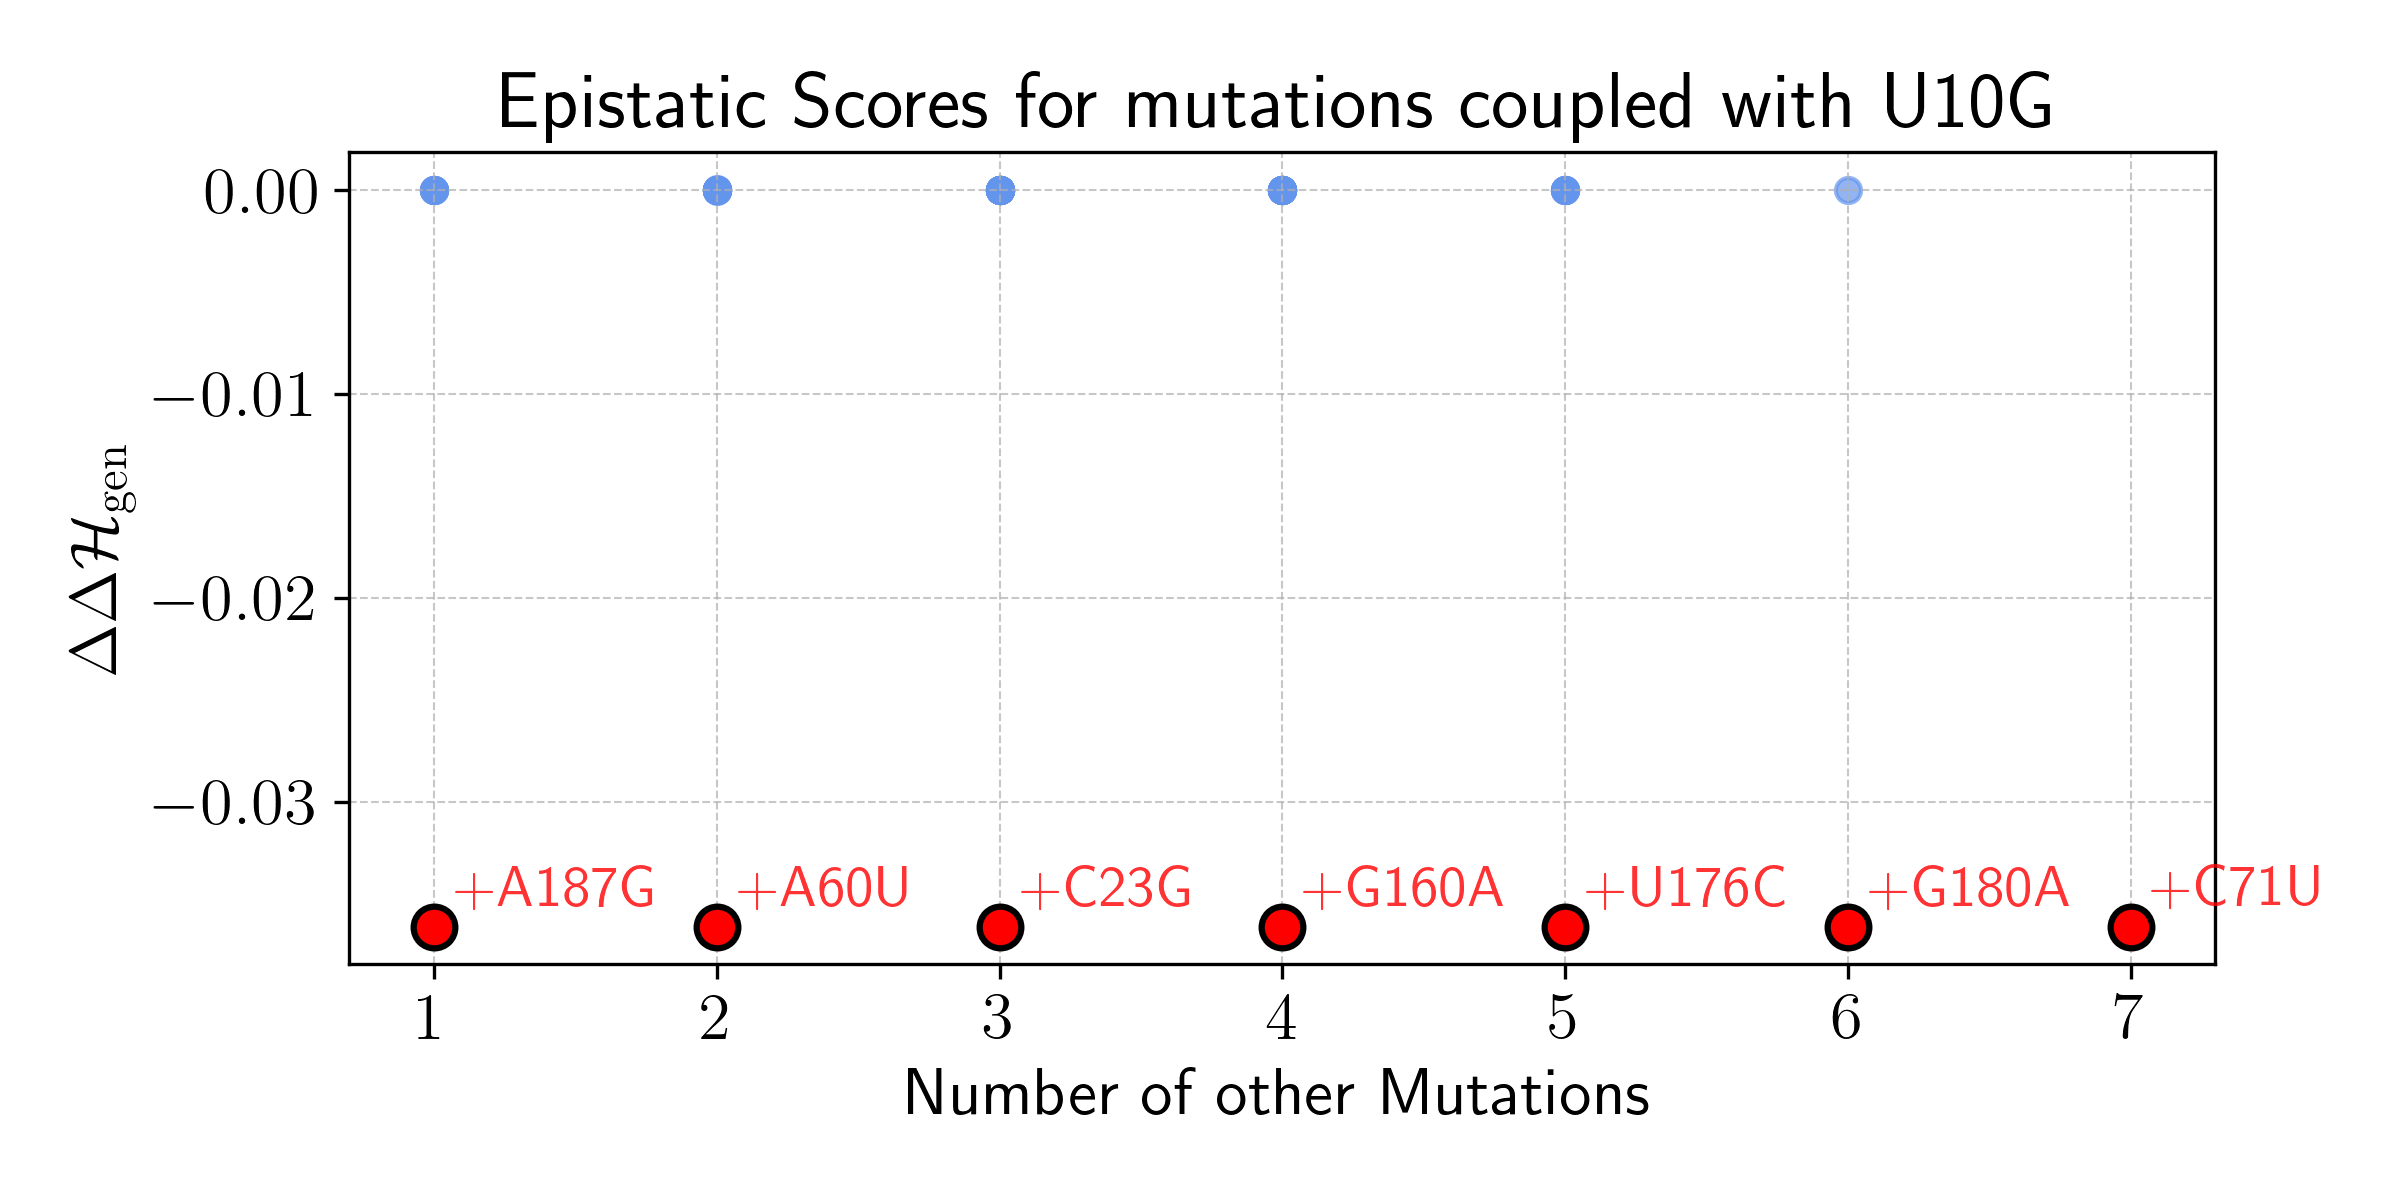 Epistatic Scores for mutations coupled with U10G
0.00
−0.01
−0.02
−0.03
ΔΔℋgen
+A187G
+A60U
+C23G
+G160A
+U176C
+G180A
+C71U
1 2 3 4 5 6 7
Number of other Mutations